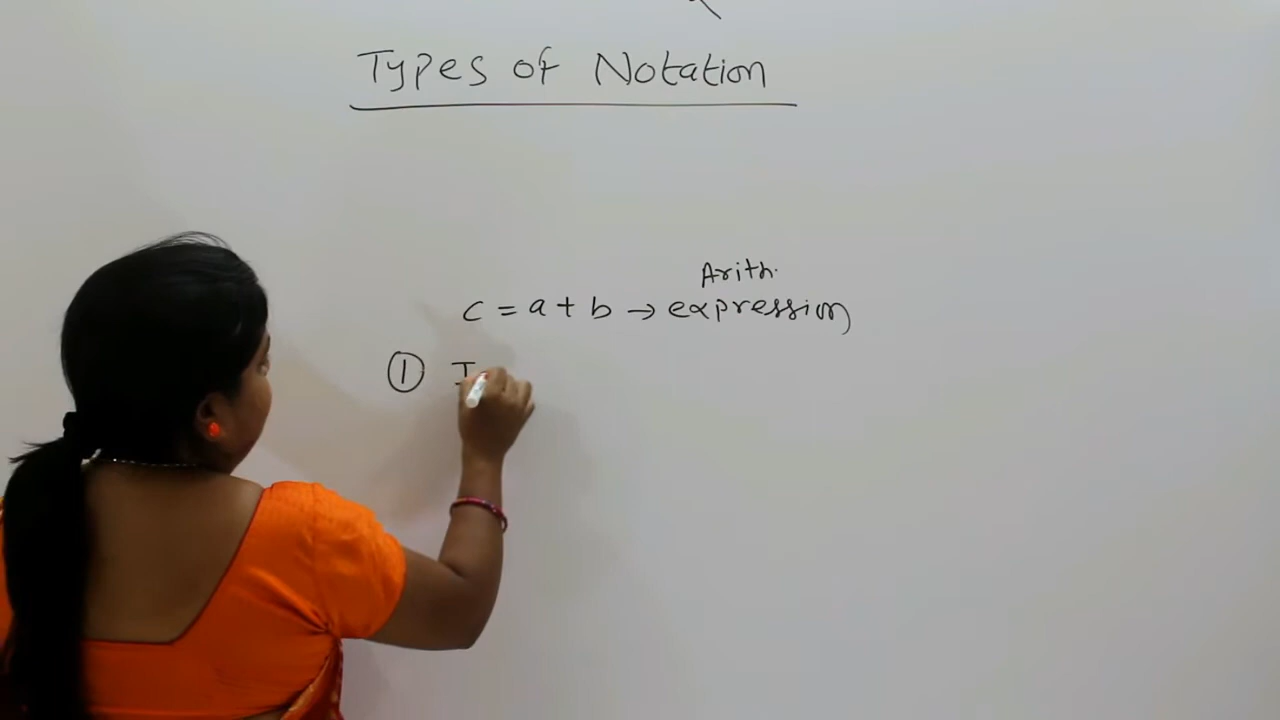 Types of Notation
Arith.
c = a + b → expression
① I